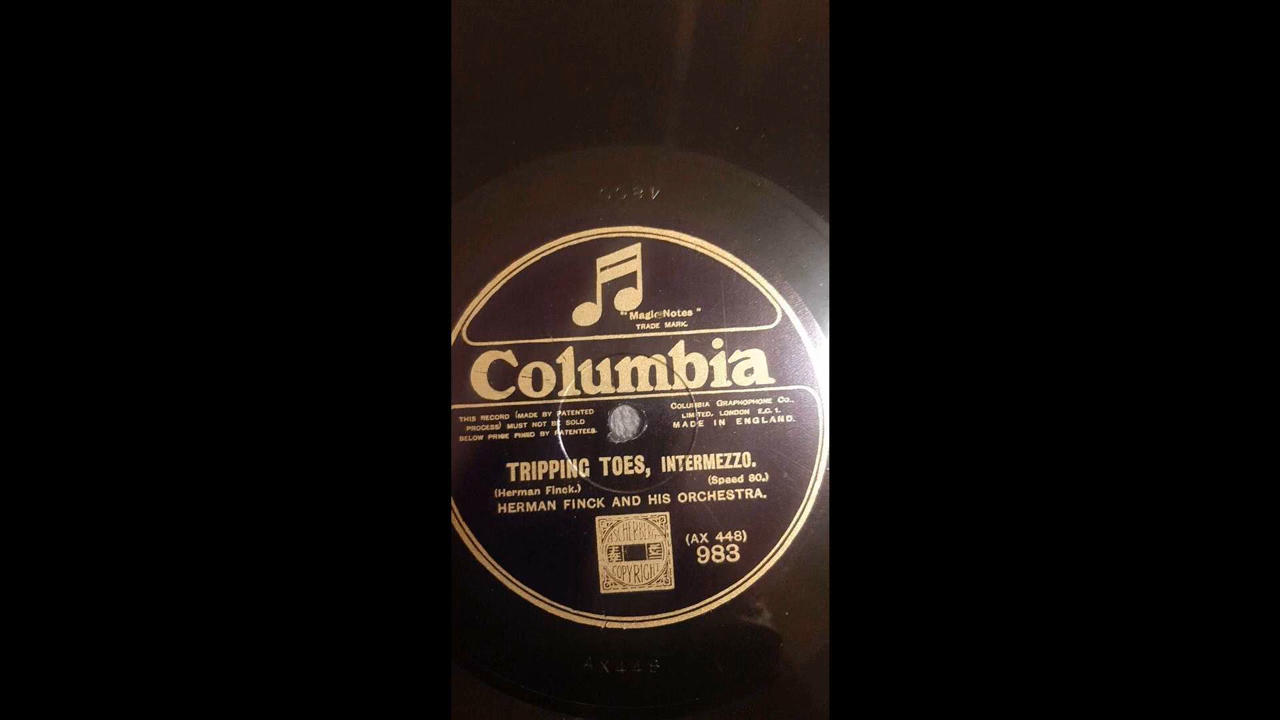 "Magic Notes"
TRADE MARK.
Columbia
THIS RECORD (MADE BY PATENTED
PROCESS) MUST NOT BE SOLD
BELOW PRICE FIXED BY PATENTEES.
COLUMBIA GRAPHOPHONE CO.,
LIMITED, LONDON E.C.1.
MADE IN ENGLAND.
TRIPPING TOES, INTERMEZZO.
(Herman Finck.) (Speed 80.)
HERMAN FINCK AND HIS ORCHESTRA.
ASCHERBERG
COPYRIGHT
(AX 448)
983
AX448